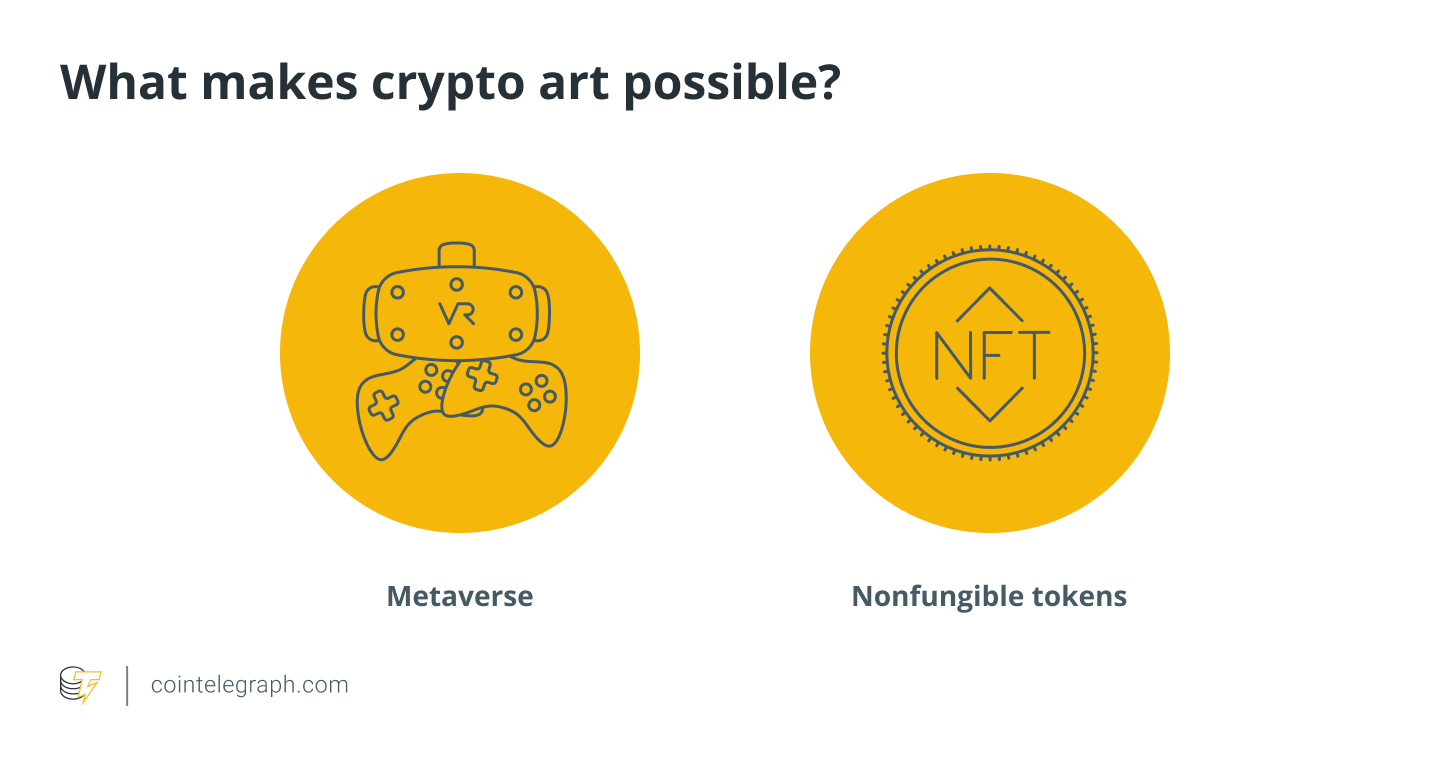 What makes crypto art possible?
VR
NFT
Metaverse
Nonfungible tokens
cointelegraph.com